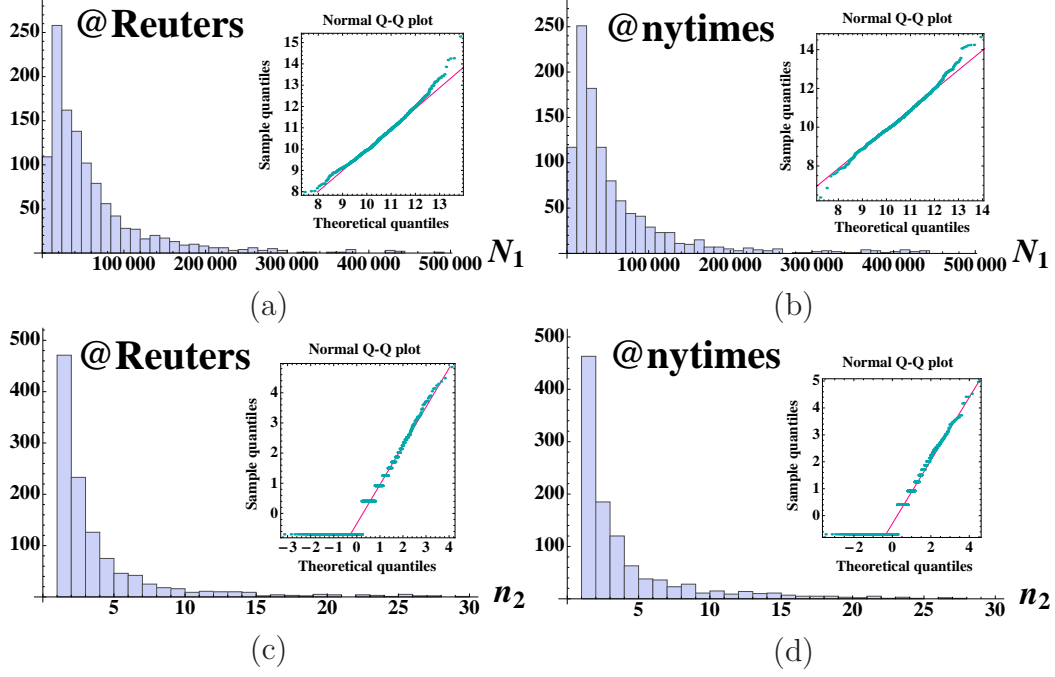 @Reuters
Normal Q-Q plot
Sample quantiles
15
14
13
12
11
10
9
8
8 9 10 11 12 13
Theoretical quantiles
250
200
150
100
50
100 000 200 000 300 000 400 000 500 000
N1
(a)
@nytimes
Normal Q-Q plot
Sample quantiles
14
12
10
8
8 9 10 11 12 13 14
Theoretical quantiles
250
200
150
100
50
100 000 200 000 300 000 400 000 500 000
N1
(b)
@Reuters
Normal Q-Q plot
Sample quantiles
4
3
2
1
0
−3 −2 −1 0 1 2 3 4
Theoretical quantiles
500
400
300
200
100
5 10 15 20 25 30
n2
(c)
@nytimes
Normal Q-Q plot
Sample quantiles
5
4
3
2
1
0
−2 0 2 4
Theoretical quantiles
500
400
300
200
100
5 10 15 20 25 30
n2
(d)